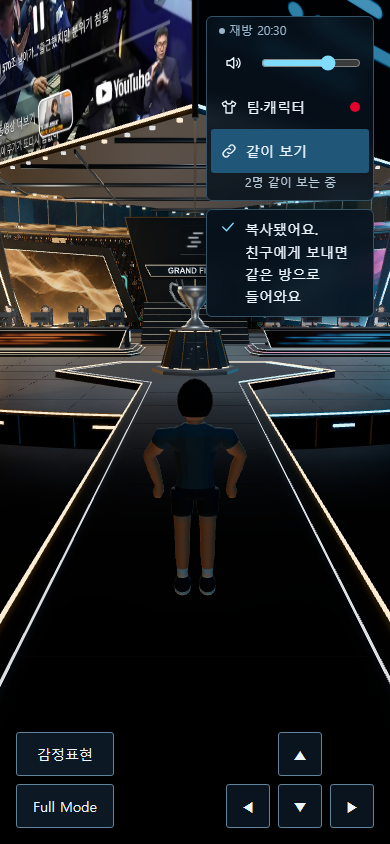 재방 20:30
YouTube
팀·캐릭터
같이 보기
2명 같이 보는 중
복사됐어요.
친구에게 보내면
같은 방으로
들어와요
감정표현
▲
Full Mode
◀ ▼ ▶